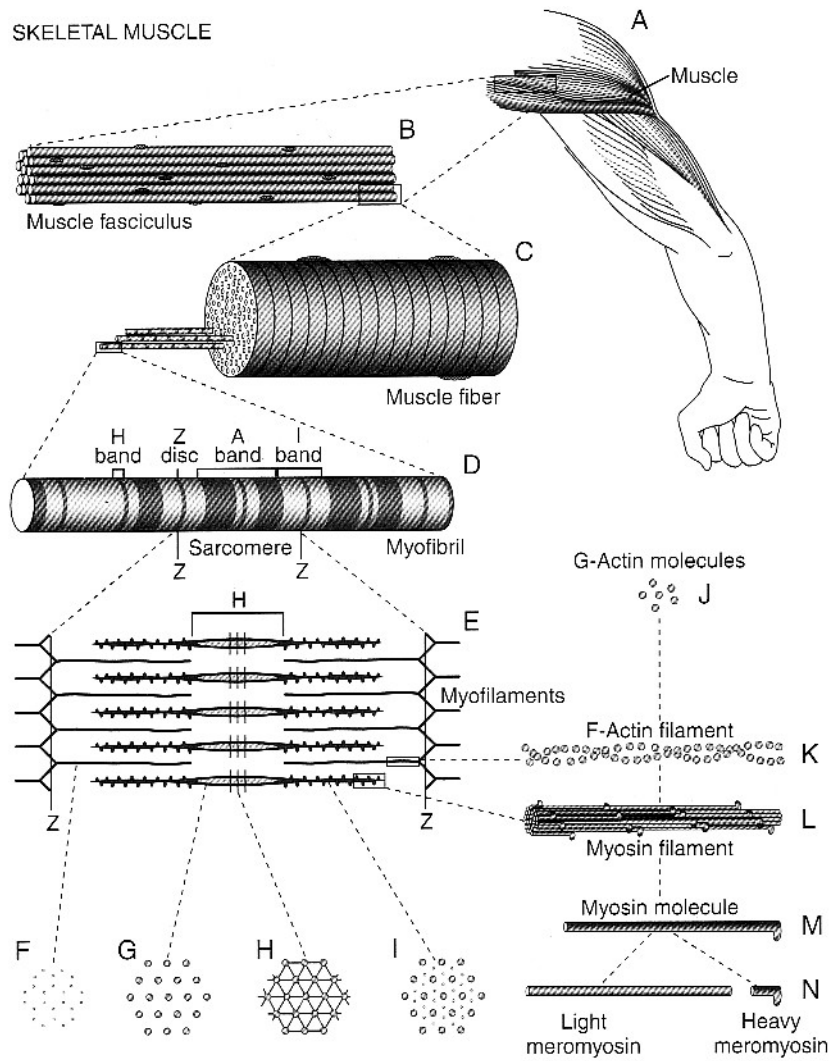 SKELETAL MUSCLE
A
Muscle
B
Muscle fasciculus
C
Muscle fiber
H band
Z disc
A band
I band
D
Sarcomere
Myofibril
Z
Z
G-Actin molecules
J
H
E
Myofilaments
F-Actin filament
K
L
Z
Z
Myosin filament
Myosin molecule
M
F
G
H
I
N
Light meromyosin
Heavy meromyosin